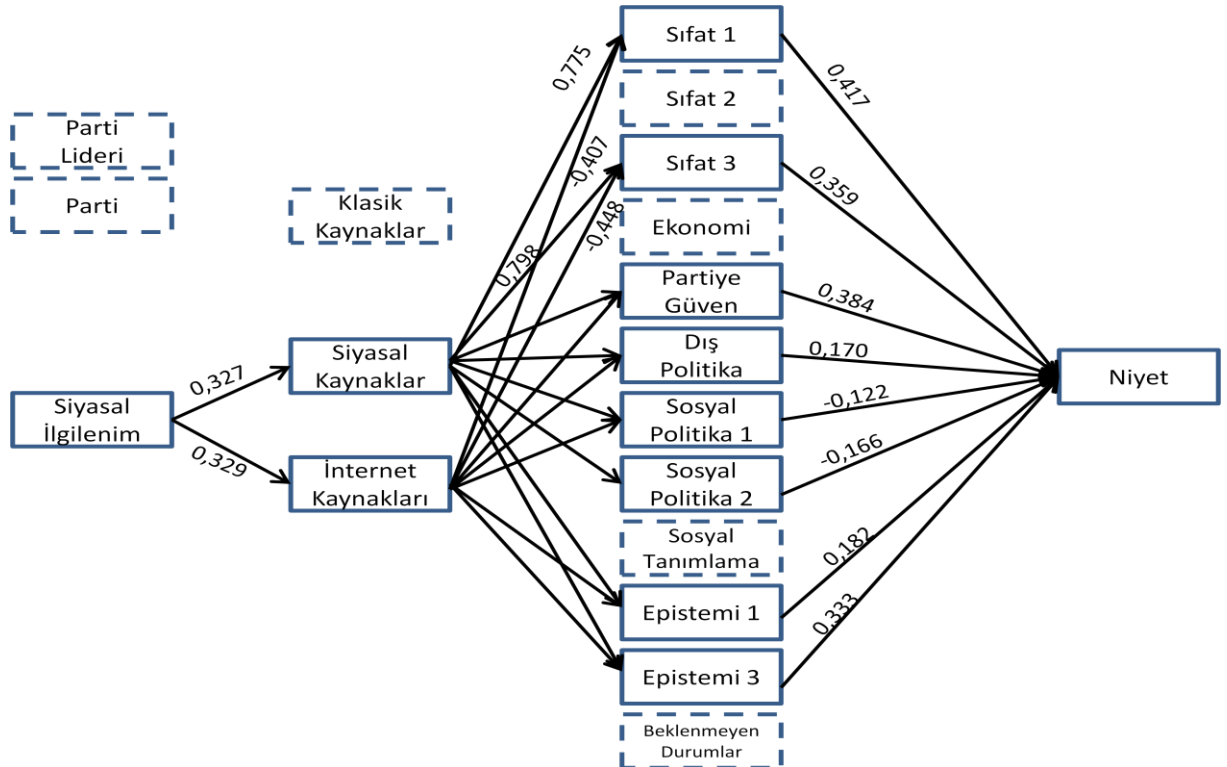 Parti
Lideri
Parti
Siyasal
İlgilenim
0,327
0,329
Klasik
Kaynaklar
Siyasal
Kaynaklar
İnternet
Kaynakları
0,775
-0,407
-0,448
0,798
Sıfat 1
Sıfat 2
Sıfat 3
Ekonomi
Partiye
Güven
Dış
Politika
Sosyal
Politika 1
Sosyal
Politika 2
Sosyal
Tanımlama
Epistemi 1
Epistemi 3
Beklenmeyen
Durumlar
0,417
0,359
0,384
0,170
-0,122
-0,166
0,182
0,333
Niyet